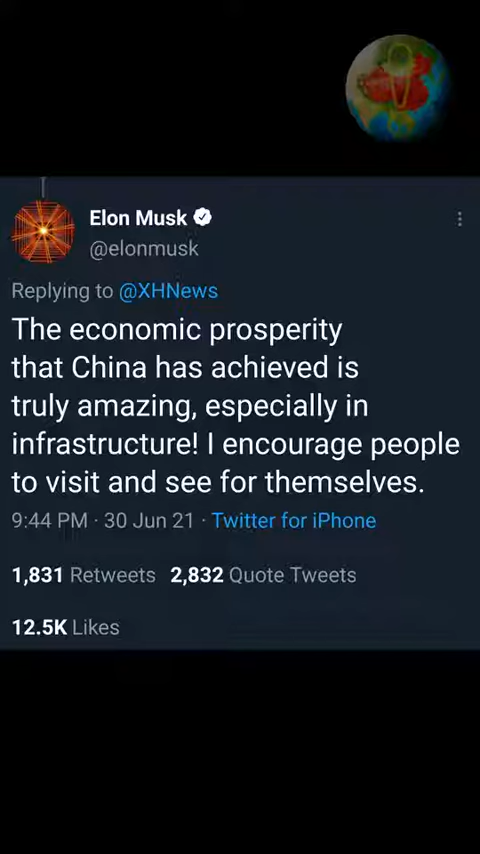 Elon Musk
@elonmusk
Replying to @XHNews
The economic prosperity
that China has achieved is
truly amazing, especially in
infrastructure! I encourage people
to visit and see for themselves.
9:44 PM · 30 Jun 21 · Twitter for iPhone
1,831 Retweets 2,832 Quote Tweets
12.5K Likes